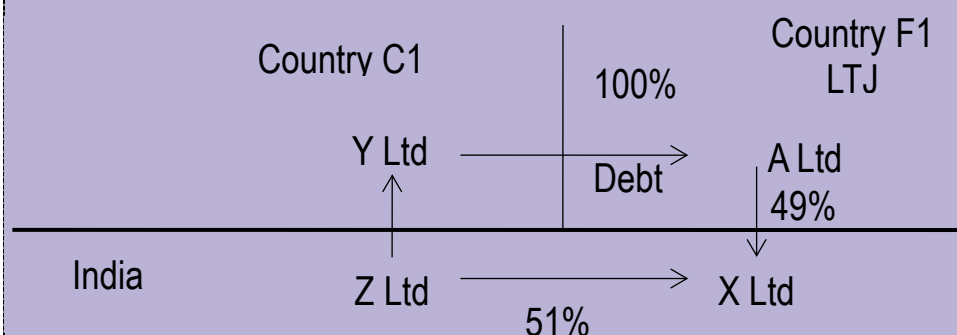 Country C1
Country F1
LTJ
100%
Y Ltd
Debt
A Ltd
49%
India
Z Ltd
51%
X Ltd